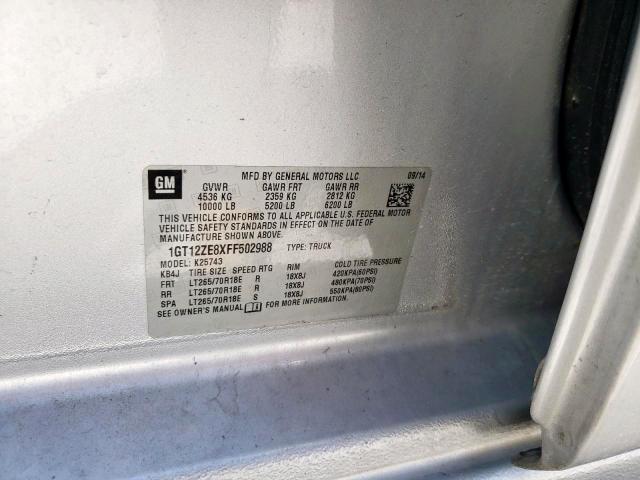 GM
MFD BY GENERAL MOTORS LLC 09/14
GVWR GAWR FRT GAWR RR
4536 KG 2359 KG 2812 KG
10000 LB 5200 LB 6200 LB
THIS VEHICLE CONFORMS TO ALL APPLICABLE U.S. FEDERAL MOTOR
VEHICLE SAFETY STANDARDS IN EFFECT ON THE DATE OF
MANUFACTURE SHOWN ABOVE.
1GT12ZE8XFF502988 TYPE: TRUCK
MODEL: K25743
KB4J TIRE SIZE SPEED RTG RIM COLD TIRE PRESSURE
FRT LT265/70R18E R 18X8J 420KPA(60PSI)
RR LT265/70R18E R 18X8J 480KPA(70PSI)
SPA LT265/70R18E S 18X8J 550KPA(80PSI)
SEE OWNER'S MANUAL FOR MORE INFORMATION.